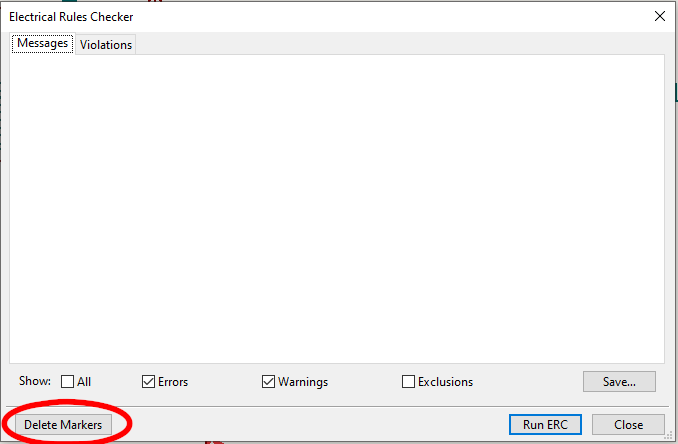 Electrical Rules Checker
Messages Violations
Show: All Errors Warnings Exclusions Save...
Delete Markers Run ERC Close